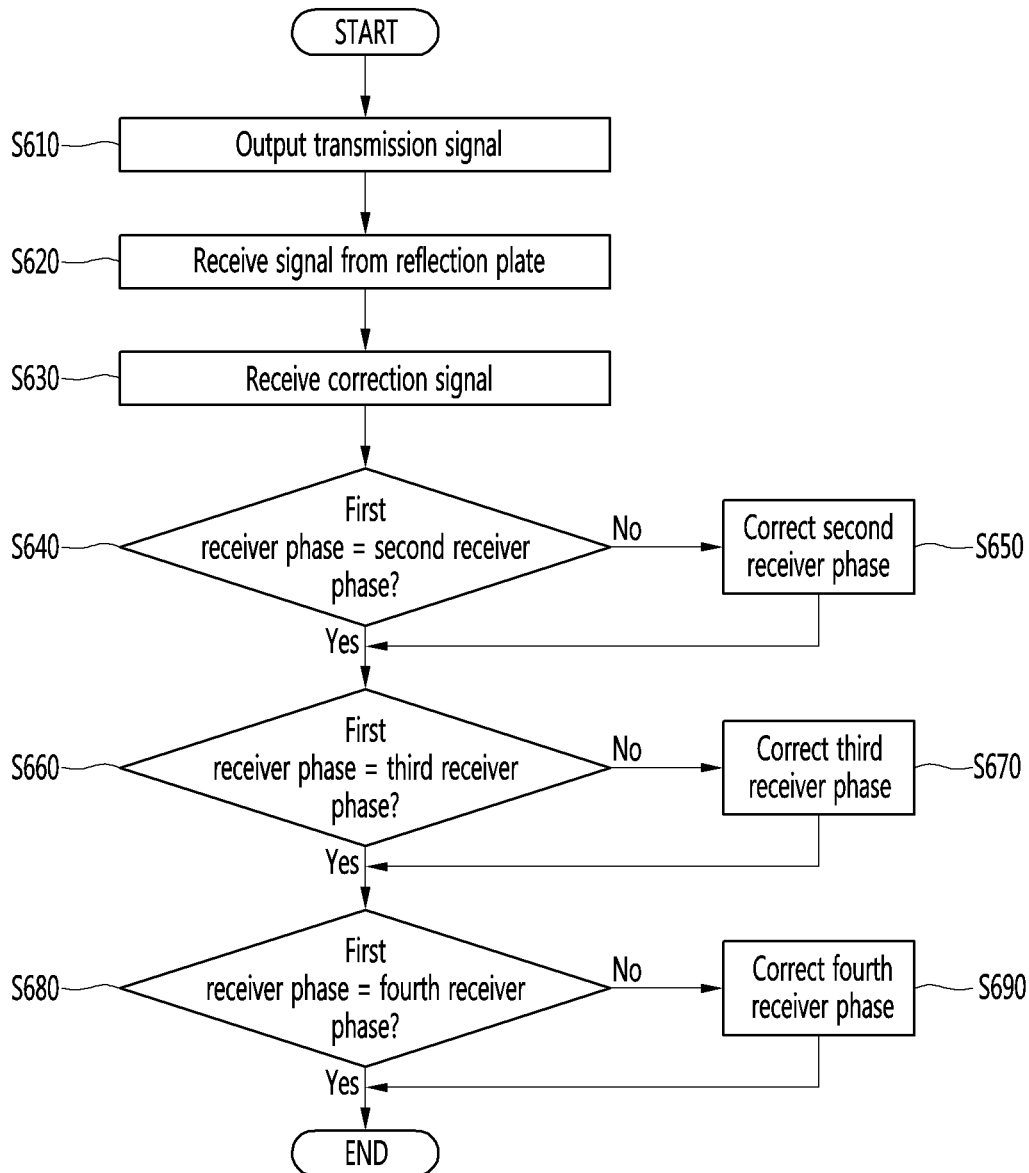 START
S610
Output transmission signal
S620
Receive signal from reflection plate
S630
Receive correction signal
S640
First
receiver phase = second receiver
phase?
No
Correct second
receiver phase
S650
Yes
S660
First
receiver phase = third receiver
phase?
No
Correct third
receiver phase
S670
Yes
S680
First
receiver phase = fourth receiver
phase?
No
Correct fourth
receiver phase
S690
Yes
END